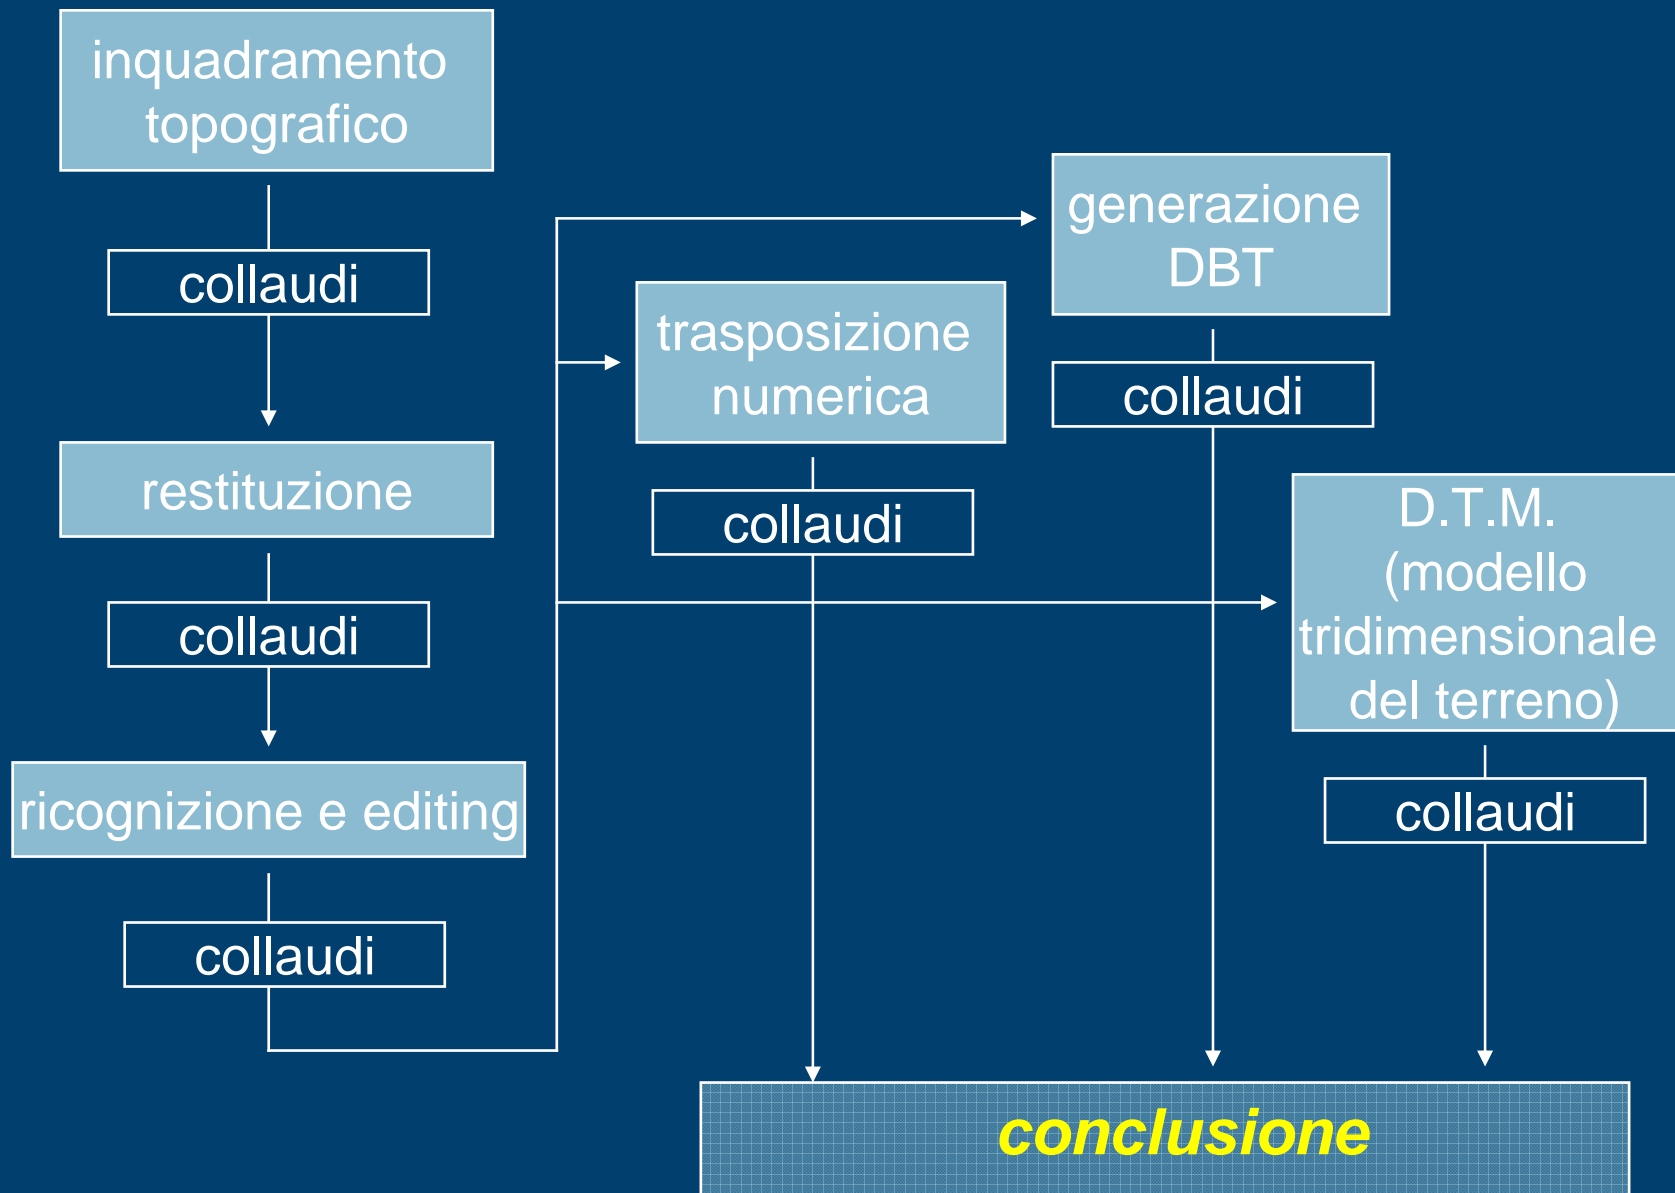 inquadramento
topografico
collaudi
restituzione
collaudi
ricognizione e editing
collaudi
trasposizione
numerica
collaudi
generazione
DBT
collaudi
D.T.M.
(modello
tridimensionale
del terreno)
collaudi
conclusione